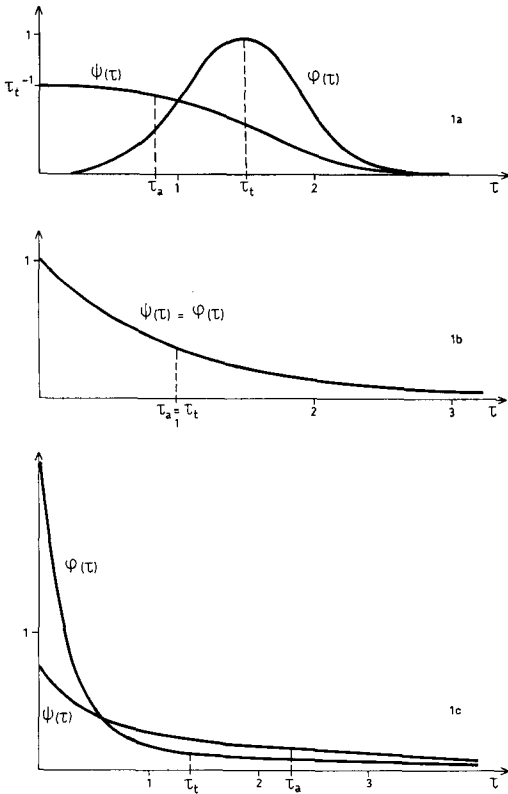 1
τt⁻¹
ψ(τ)
φ(τ)
1a
τa 1 τt 2 τ
1
ψ(τ) = φ(τ)
1b
τa = τt 2 3 τ
1
φ(τ)
1
ψ(τ)
1c
1 τt 2 τa 3 τ